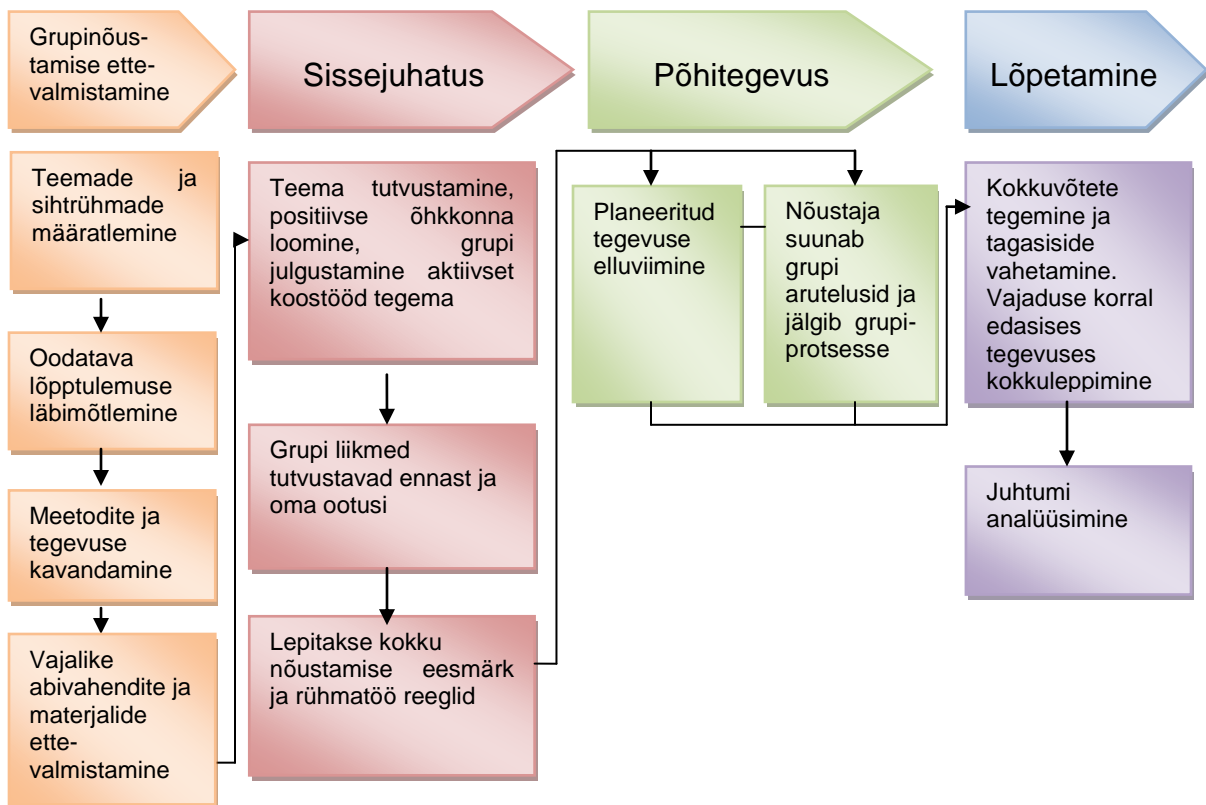 Grupinõus-
tamise ette-
valmistamine
Sissejuhatus
Põhitegevus
Lõpetamine
Teemade ja
sihtrühmade
määratlemine
Oodatava
lõpptulemuse
läbimõtlemine
Meetodite ja
tegevuse
kavandamine
Vajalike
abivahendite ja
materjalide
ette-
valmistamine
Teema tutvustamine,
positiivse õhkkonna
loomine, grupi
julgustamine aktiivset
koostööd tegema
Grupi liikmed
tutvustavad ennast ja
oma ootusi
Lepitakse kokku
nõustamise eesmärk
ja rühmatöö reeglid
Planeeritud
tegevuse
elluviimine
Nõustaja
suunab
grupi
arutelusid ja
jälgib grupi-
protsesse
Kokkuvõtete
tegemine ja
tagasiside
vahetamine.
Vajaduse korral
edasises
tegevuses
kokkuleppimine
Juhtumi
analüüsimine